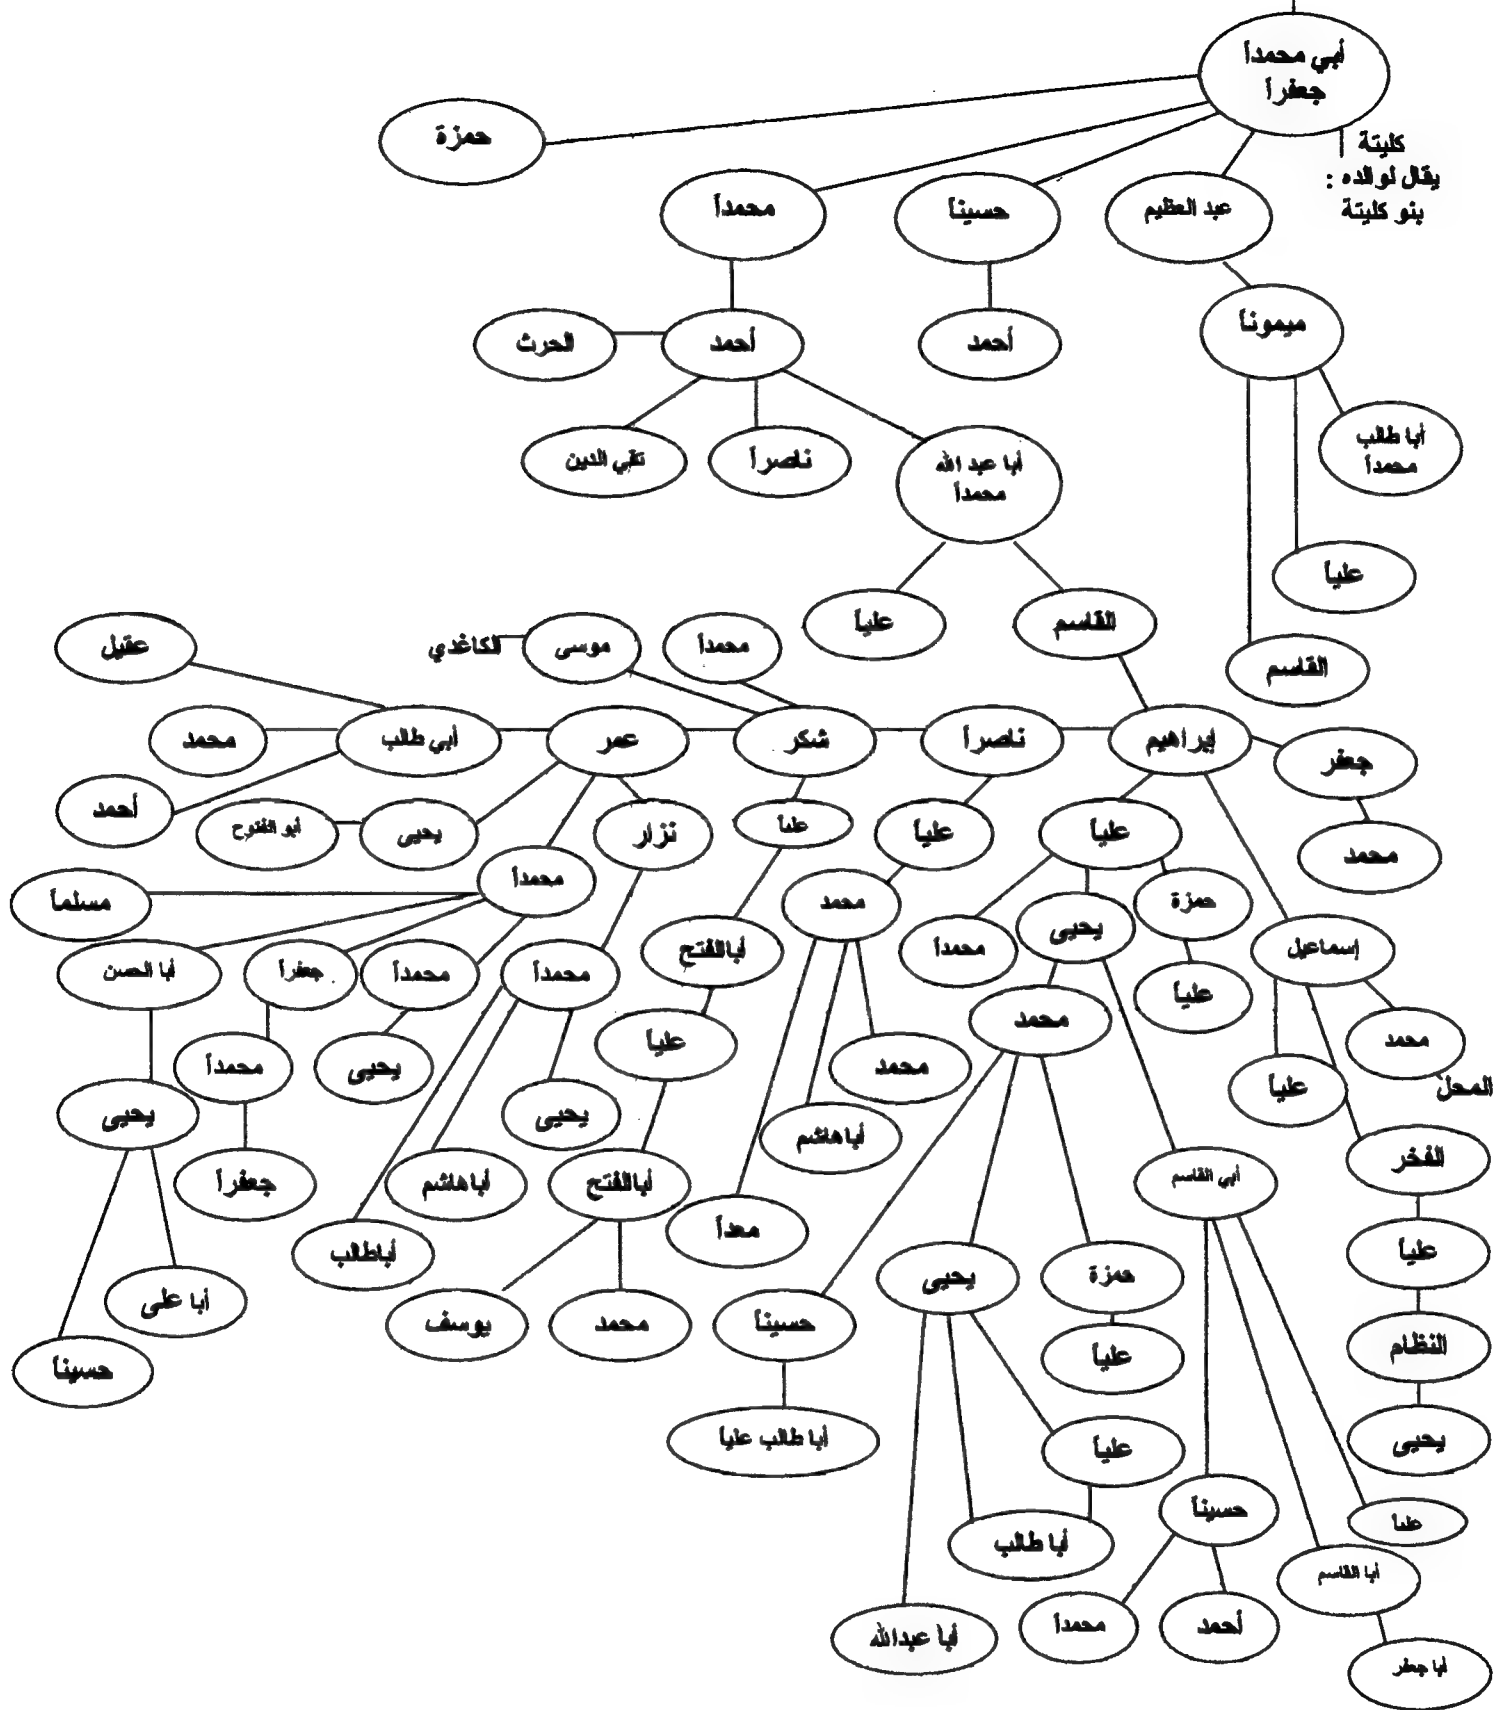 أبي محمداً
جعفراً
كليتة
يقال لوالده :
بنو كليتة
حمزة
محمداً
حسيناً
عبد العظيم
ميموناً
أحمد
أحمد
الحرث
أبا طالب
محمداً
أبا عبد الله
محمداً
ناصراً
تقي الدين
علياً
القاسم
علياً
القاسم
محمداً
موسى
الكاغدي
عقيل
جعفر
إبراهيم
ناصراً
شكر
عمر
أبي طالب
محمد
أحمد
محمد
علياً
علياً
علياً
نزار
يحيى
أبو الفتوح
حمزة
يحيى
محمداً
محمد
محمداً
مسلماً
إسماعيل
علياً
أباالفتح
محمداً
محمداً
جعفراً
أبا الحسن
محمد
المحل
علياً
محمد
محمد
علياً
يحيى
محمداً
يحيى
يحيى
أباهاشم
الفخر
أبي القاسم
أباالفتح
أباهاشم
جعفراً
معداً
أباطالب
علياً
حمزة
يحيى
أبا على
حسيناً
محمد
يوسف
النظام
علياً
حسيناً
يحيى
علياً
أبا طالب علياً
علياً
حسيناً
أبا طالب
أبا القاسم
أحمد
محمداً
أبا عبدالله
أبا جعفر